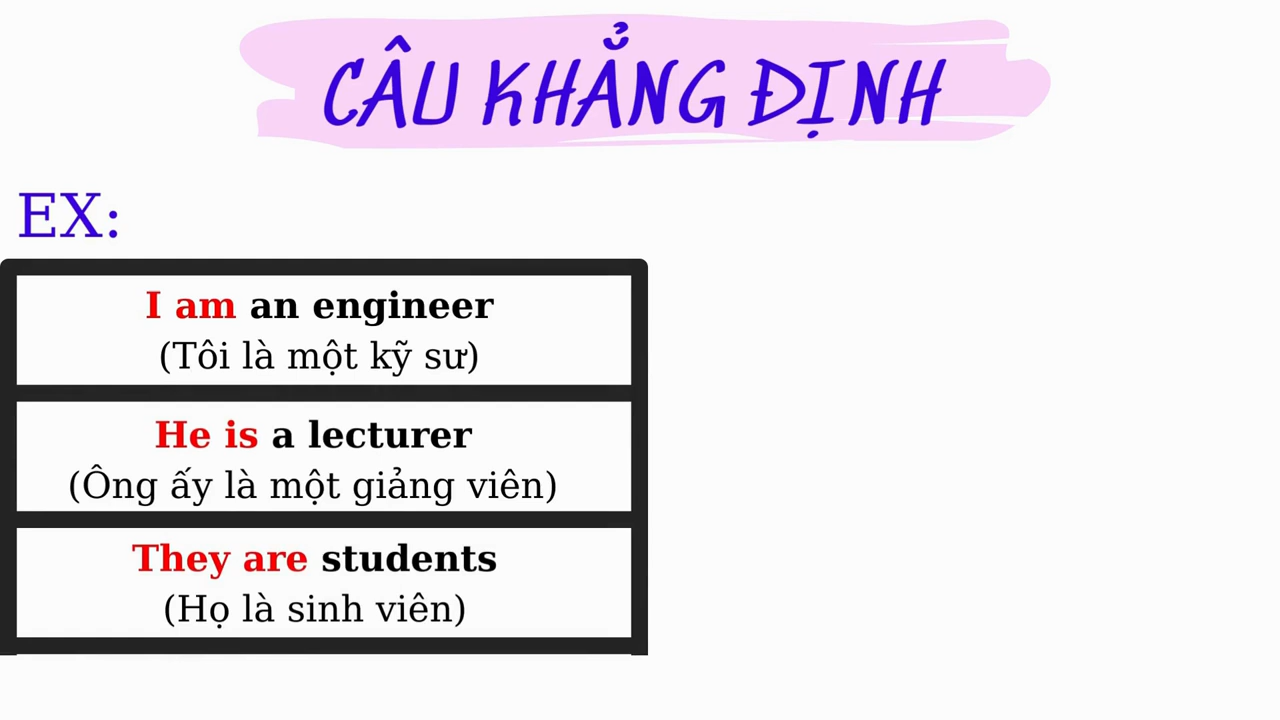 CÂU KHẲNG ĐỊNH
EX:
I am an engineer
(Tôi là một kỹ sư)
He is a lecturer
(Ông ấy là một giảng viên)
They are students
(Họ là sinh viên)